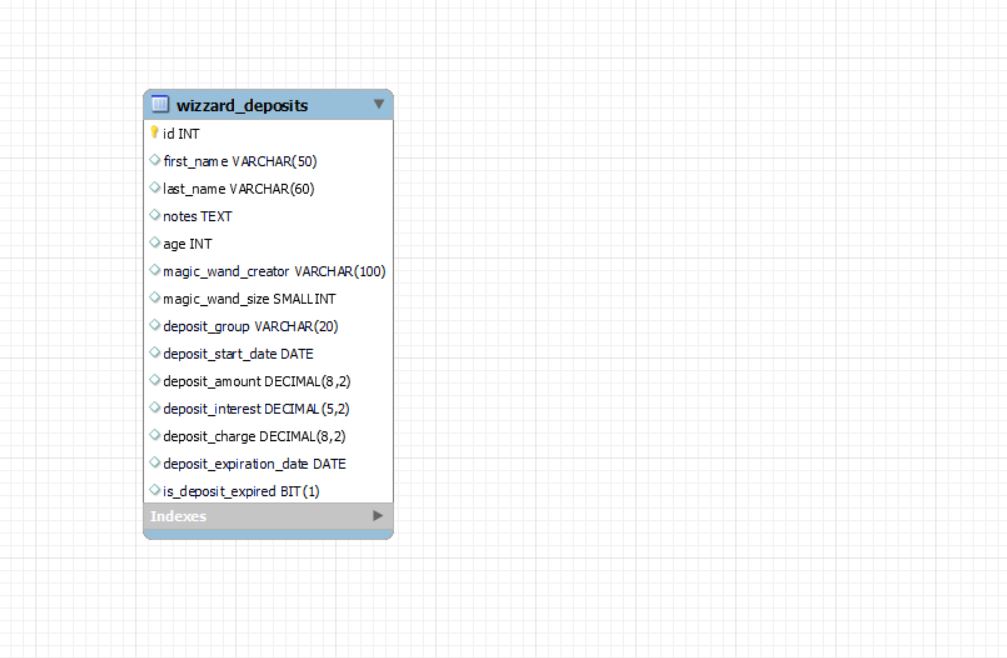 wizzard_deposits
id INT
first_name VARCHAR(50)
last_name VARCHAR(60)
notes TEXT
age INT
magic_wand_creator VARCHAR(100)
magic_wand_size SMALLINT
deposit_group VARCHAR(20)
deposit_start_date DATE
deposit_amount DECIMAL(8,2)
deposit_interest DECIMAL(5,2)
deposit_charge DECIMAL(8,2)
deposit_expiration_date DATE
is_deposit_expired BIT(1)
Indexes